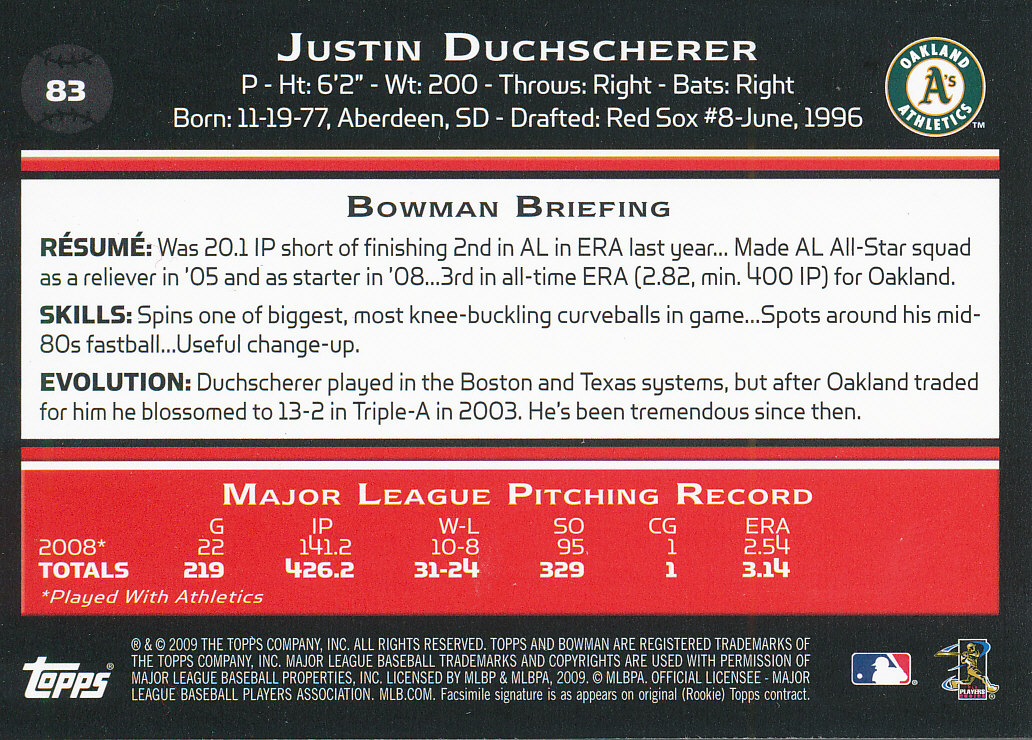 83
JUSTIN DUCHSCHERER
P - Ht: 6'2" - Wt: 200 - Throws: Right - Bats: Right
Born: 11-19-77, Aberdeen, SD - Drafted: Red Sox #8-June, 1996
OAKLAND
A's
ATHLETICS™
BOWMAN BRIEFING
RÉSUMÉ: Was 20.1 IP short of finishing 2nd in AL in ERA last year... Made AL All-Star squad
as a reliever in '05 and as starter in '08...3rd in all-time ERA (2.82, min. 400 IP) for Oakland.
SKILLS: Spins one of biggest, most knee-buckling curveballs in game...Spots around his mid-
80s fastball...Useful change-up.
EVOLUTION: Duchscherer played in the Boston and Texas systems, but after Oakland traded
for him he blossomed to 13-2 in Triple-A in 2003. He's been tremendous since then.
MAJOR LEAGUE PITCHING RECORD
G IP W-L SO CG ERA
2008* 22 141.2 10-8 95 1 2.54
TOTALS 219 426.2 31-24 329 1 3.14
*Played With Athletics
Topps®
® & © 2009 THE TOPPS COMPANY, INC. ALL RIGHTS RESERVED. TOPPS AND BOWMAN ARE REGISTERED TRADEMARKS OF
THE TOPPS COMPANY, INC. MAJOR LEAGUE BASEBALL TRADEMARKS AND COPYRIGHTS ARE USED WITH PERMISSION OF
MAJOR LEAGUE BASEBALL PROPERTIES, INC. LICENSED BY MLBP & MLBPA, 2009. © MLBPA. OFFICIAL LICENSEE - MAJOR
LEAGUE BASEBALL PLAYERS ASSOCIATION. MLB.COM. Facsimile signature is as appears on original (Rookie) Topps contract.
PLAYERS
CHOICE